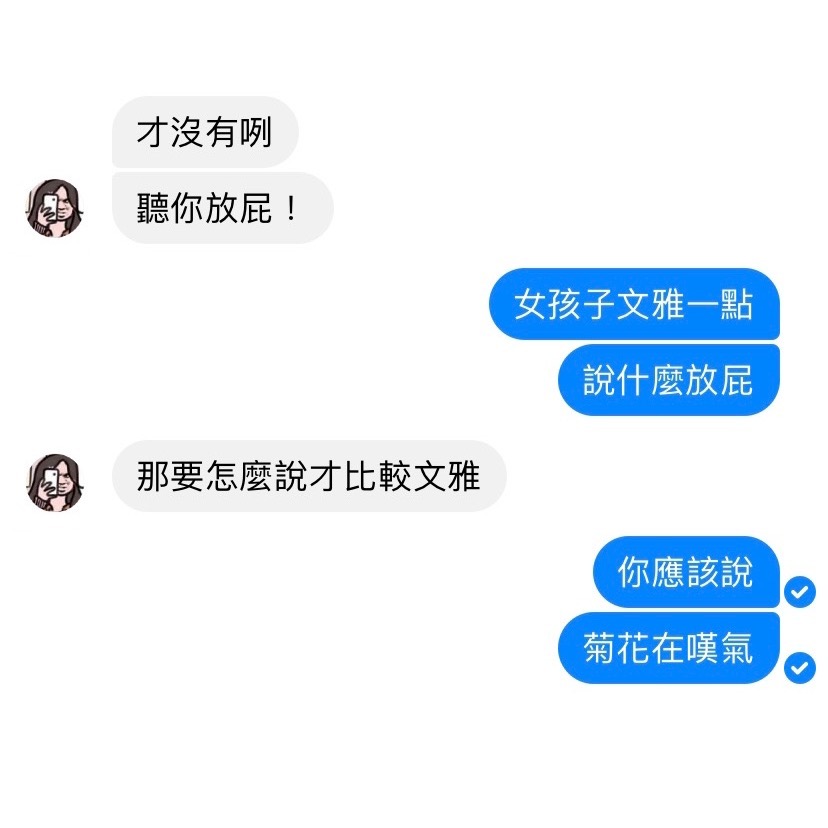 才沒有咧
聽你放屁！
女孩子文雅一點
說什麼放屁
那要怎麼說才比較文雅
你應該說
菊花在嘆氣